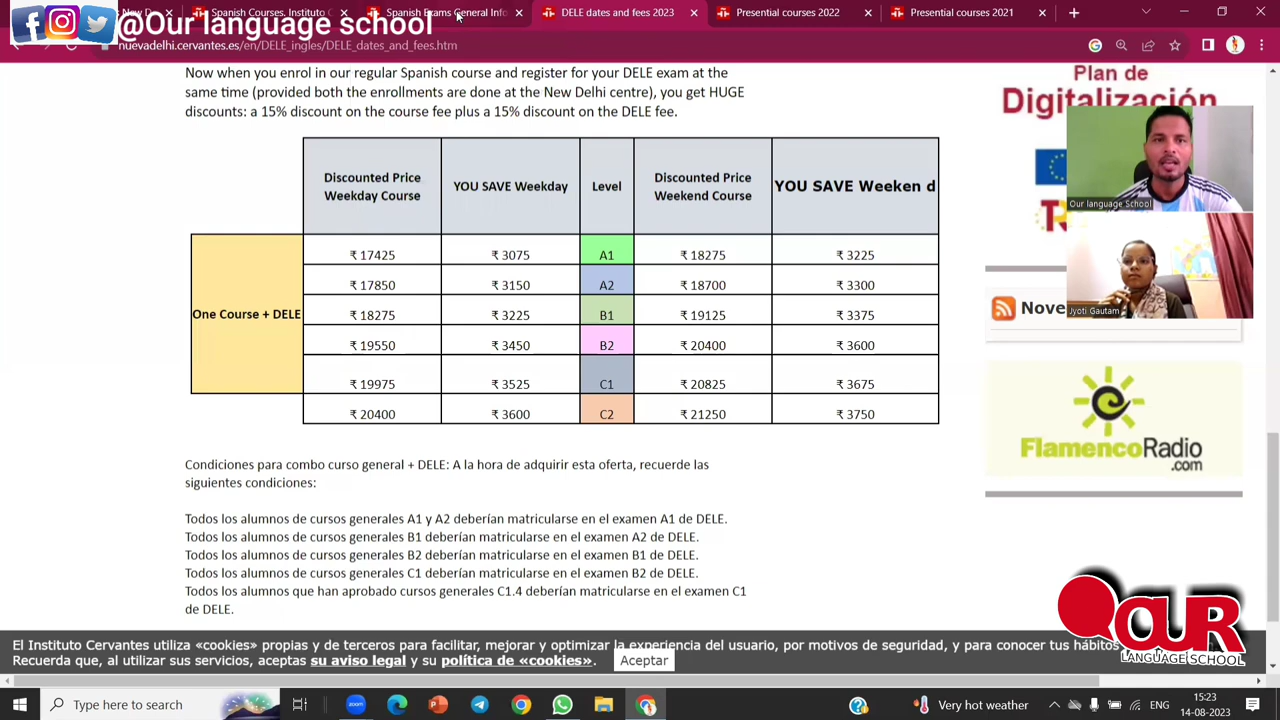 Spanish Courses. Instituto C
Spanish Exams General Info
DELE dates and fees 2023
Presential courses 2022
Presential courses 2021
@Our language school
nuevadelhi.cervantes.es/en/DELE_ingles/DELE_dates_and_fees.htm
Now when you enrol in our regular Spanish course and register for your DELE exam at the
same time (provided both the enrollments are done at the New Delhi centre), you get HUGE
discounts: a 15% discount on the course fee plus a 15% discount on the DELE fee.
Discounted Price
Weekday Course
YOU SAVE Weekday
Level
Discounted Price
Weekend Course
YOU SAVE Weeken d
One Course + DELE
₹ 17425 ₹ 3075 A1 ₹ 18275 ₹ 3225
₹ 17850 ₹ 3150 A2 ₹ 18700 ₹ 3300
₹ 18275 ₹ 3225 B1 ₹ 19125 ₹ 3375
₹ 19550 ₹ 3450 B2 ₹ 20400 ₹ 3600
₹ 19975 ₹ 3525 C1 ₹ 20825 ₹ 3675
₹ 20400 ₹ 3600 C2 ₹ 21250 ₹ 3750
Condiciones para combo curso general + DELE: A la hora de adquirir esta oferta, recuerde las
siguientes condiciones:
Todos los alumnos de cursos generales A1 y A2 deberían matricularse en el examen A1 de DELE.
Todos los alumnos de cursos generales B1 deberían matricularse en el examen A2 de DELE.
Todos los alumnos de cursos generales B2 deberían matricularse en el examen B1 de DELE.
Todos los alumnos de cursos generales C1 deberían matricularse en el examen B2 de DELE.
Todos los alumnos que han aprobado cursos generales C1.4 deberían matricularse en el examen C1
de DELE.
Plan de
Digitalización
Our language School
Jyoti Gautam
Nove
FlamencoRadio
.com
OUR
LANGUAGE SCHOOL
El Instituto Cervantes utiliza «cookies» propias y de terceros para facilitar, mejorar y optimizar la experiencia del usuario, por motivos de seguridad, y para conocer tus hábitos
Recuerda que, al utilizar sus servicios, aceptas su aviso legal y su política de «cookies».
Aceptar
Type here to search
Very hot weather
ENG
15:23
14-08-2023